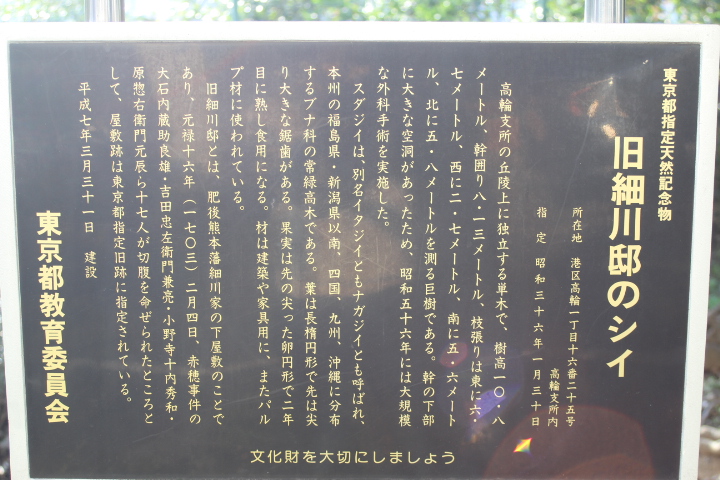 東京都指定天然記念物
旧細川邸のシイ
所在地　港区高輪一丁目十六番二十五号
高輪支所内
指　定　昭和三十六年一月三十日
高輪支所の丘陵上に独立する単木で、樹高一〇・八
メートル、幹囲り八・一三メートル、枝張りは東に六・
七メートル、西に二・七メートル、南に五・六メート
ル、北に五・八メートルを測る巨樹である。幹の下部
に大きな空洞があったため、昭和五十六年には大規模
な外科手術を実施した。
スダジイは、別名イタジイともナガジイとも呼ばれ、
本州の福島県・新潟県以南、四国、九州、沖縄に分布
するブナ科の常緑高木である。葉は長楕円形で先は尖
り大きな鋸歯がある。果実は先の尖った卵円形で二年
目に熟し食用になる。材は建築や家具用に、またパル
プ材に使われている。
旧細川邸とは、肥後熊本藩細川家の下屋敷のことで
あり、元禄十六年（一七〇三）二月四日、赤穂事件の
大石内蔵助良雄・吉田忠左衛門兼亮・小野寺十内秀和・
原惣右衛門元辰ら十七人が切腹を命ぜられたところと
して、屋敷跡は東京都指定旧跡に指定されている。
平成七年三月三十一日　建設
東京都教育委員会
文化財を大切にしましょう